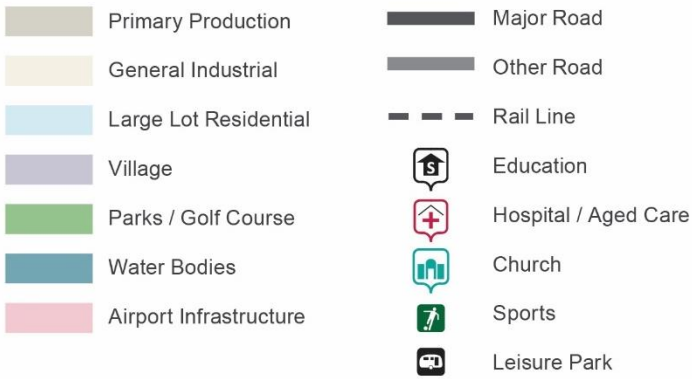 Primary Production
General Industrial
Large Lot Residential
Village
Parks / Golf Course
Water Bodies
Airport Infrastructure
Major Road
Other Road
Rail Line
S
Education
Hospital / Aged Care
Church
Sports
Leisure Park